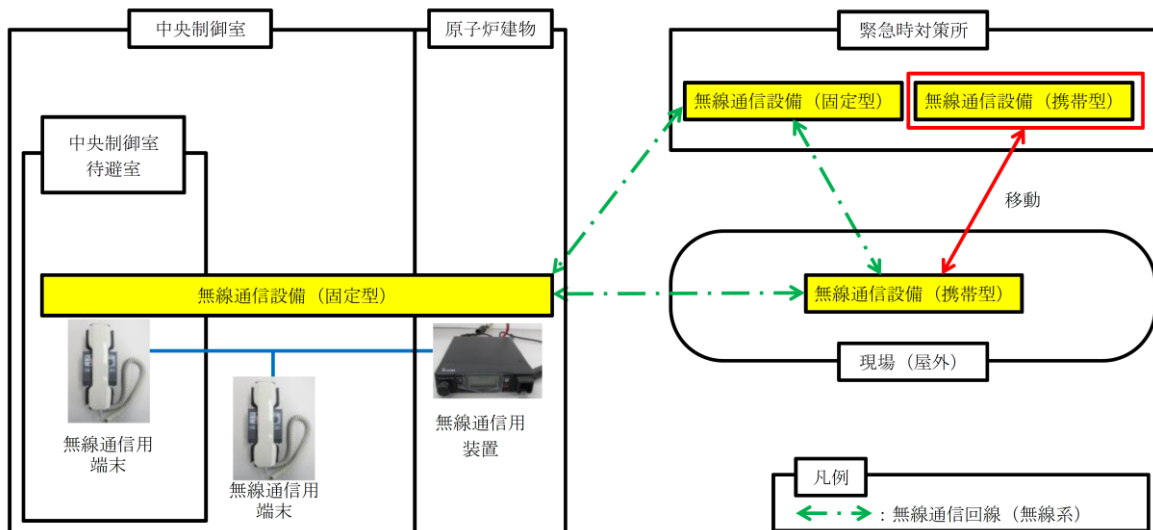 中央制御室
原子炉建物
緊急時対策所
無線通信設備（固定型）
無線通信設備（携帯型）
中央制御室
待避室
移動
無線通信設備（固定型）
無線通信設備（携帯型）
現場（屋外）
無線通信用
端末
無線通信用
端末
無線通信用
装置
凡例
：無線通信回線（無線系）